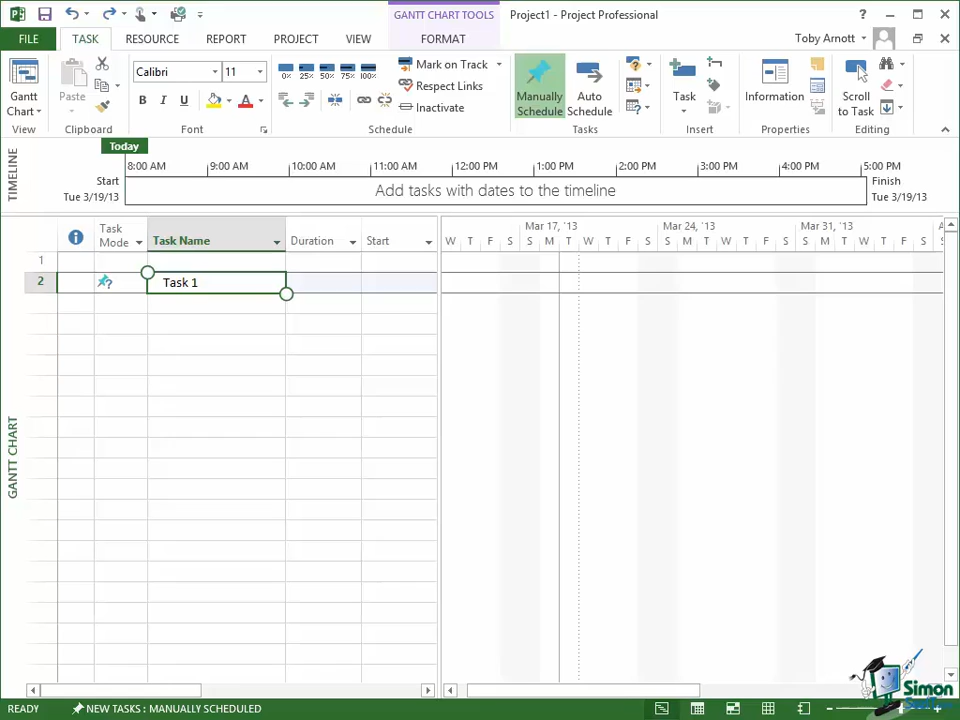 GANTT CHART TOOLS
Project1 - Project Professional
FILE TASK RESOURCE REPORT PROJECT VIEW FORMAT
Toby Arnott
Gantt Chart
View
Paste
Clipboard
Calibri 11
B I U A
Font
0% 25% 50% 75% 100%
Mark on Track
Respect Links
Inactivate
Schedule
Manually Schedule
Auto Schedule
Tasks
Task
Insert
Information
Properties
Scroll to Task
Editing
TIMELINE
Today
8:00 AM 9:00 AM 10:00 AM 11:00 AM 12:00 PM 1:00 PM 2:00 PM 3:00 PM 4:00 PM 5:00 PM
Start
Tue 3/19/13
Add tasks with dates to the timeline
Finish
Tue 3/19/13
Task Mode
Task Name
Duration
Start
Mar 17, '13 Mar 24, '13 Mar 31, '13 A
W T F S S M T W T F S S M T W T F S S M T W T F S S
1
2 Task 1
GANTT CHART
READY
NEW TASKS : MANUALLY SCHEDULED
Simon